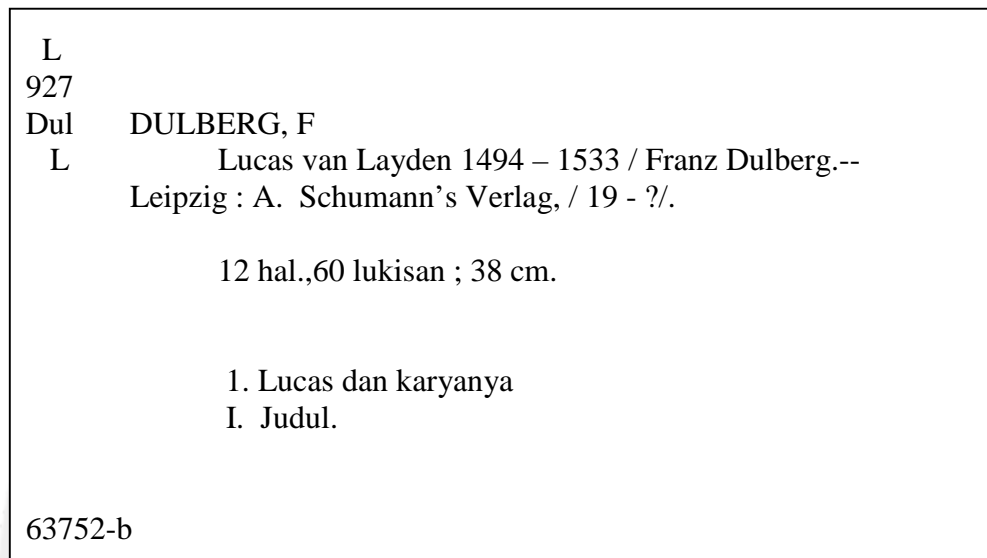 L
927
Dul DULBERG, F
L Lucas van Layden 1494 – 1533 / Franz Dulberg.--
Leipzig : A. Schumann’s Verlag, / 19 - ?/.
12 hal.,60 lukisan ; 38 cm.
1. Lucas dan karyanya
I. Judul.
63752-b